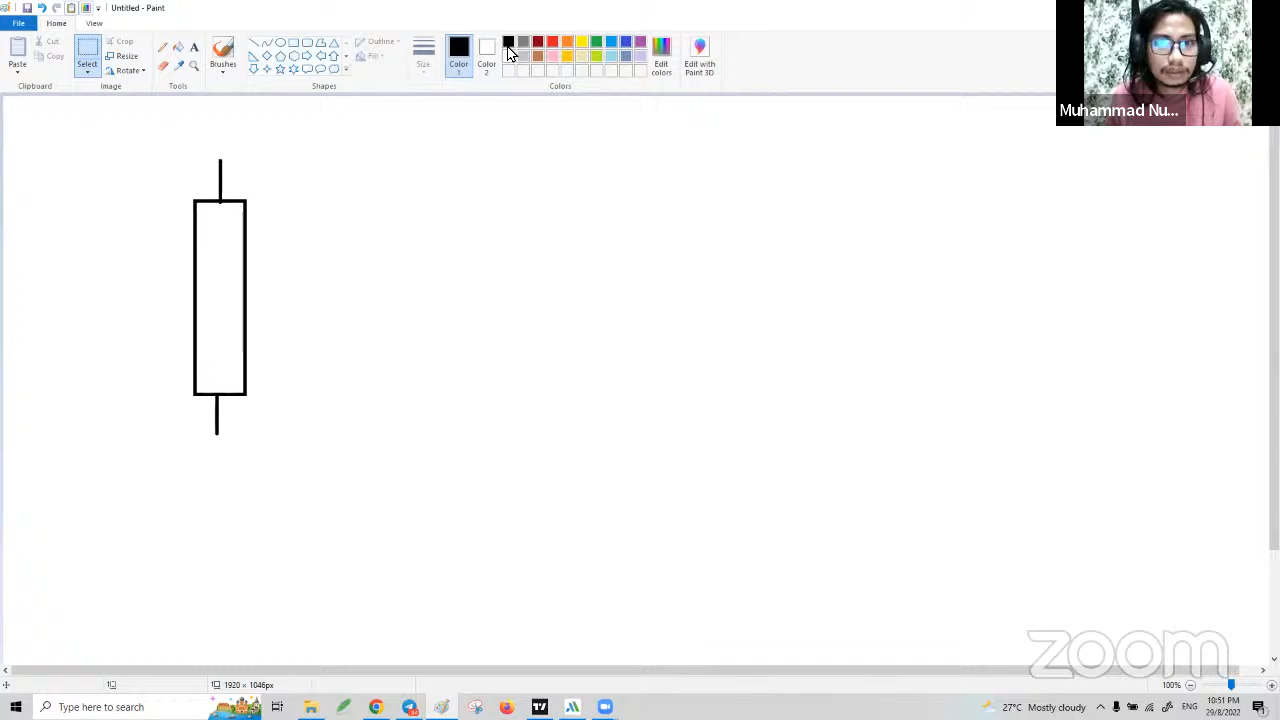 Untitled - Paint
File
Home
View
Paste
Cut
Copy
Clipboard
Select
Crop
Resize
Rotate
Image
A
Tools
Brushes
Shapes
Outline
Fill
Size
Color
1
Color
2
Colors
Edit
colors
Edit with
Paint 3D
Muhammad Nu...
zoom
1920 × 1046px
100%
Type here to search
27°C Mostly cloudy
ENG
10:51 PM
29/8/2022